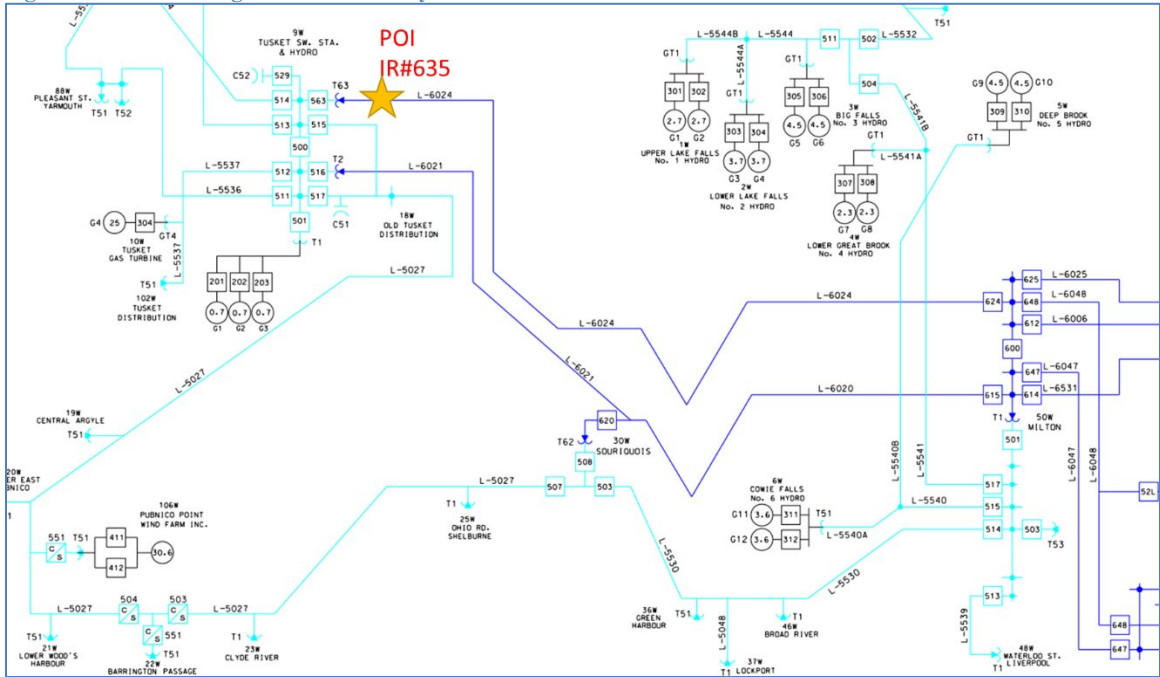 POI
IR#635
9W
TUSKET SW. STA.
& HYDRO
C52
529
T63
514
563
L-6024
513
515
500
T2
L-5537
512
516
L-6021
L-5536
511
517
C51
501
T1
18W
OLD TUSKET
DISTRIBUTION
88W
PLEASANT ST.
YARMOUTH
T51
T52
G4
25
304
GT4
10W
TUSKET
GAS TURBINE
L-5537
T51
102W
TUSKET
DISTRIBUTION
201
202
203
0.7
0.7
0.7
G1
G2
G3
L-5027
L-5027
19W
CENTRAL ARGYLE
T51
20W
106W
PUBNICO POINT
WIND FARM INC.
551
C
S
T51
411
412
30.6
504
C
S
503
C
S
L-5027
L-5027
T51
21W
LOWER WOOD'S
HARBOUR
C
S
551
T51
22W
BARRINGTON PASSAGE
T1
23W
CLYDE RIVER
L-6024
L-6021
620
T62
30W
SOURIQUOIS
508
L-5027
507
503
T1
25W
OHIO RD.
SHELBURNE
L-5530
L-5530
36W
GREEN
HARBOUR
T51
L-5048
T1
46W
BROAD RIVER
T1
37W
LOCKPORT
T51
L-5544B
L-5544
511
502
L-5532
L-5544A
GT1
GT1
GT1
504
301
302
2.7
2.7
G1
G2
1W
UPPER LAKE FALLS
No. 1 HYDRO
303
304
3.7
3.7
G3
G4
2W
LOWER LAKE FALLS
No. 2 HYDRO
305
306
4.5
4.5
G5
G6
3W
BIG FALLS
No. 3 HYDRO
L-5541B
GT1
L-5541A
307
308
2.3
2.3
G7
G8
4W
LOWER GREAT BROOK
No. 4 HYDRO
G9
4.5
4.5
G10
309
310
GT1
5W
DEEP BROOK
No. 5 HYDRO
L-6024
L-6020
624
625
L-6025
648
L-6048
612
L-6006
600
647
L-6047
615
614
L-6531
T1
50W
MILTON
501
L-5540B
L-5541
517
L-5540
515
514
503
T53
6W
COWIE FALLS
No. 6 HYDRO
G11
3.6
311
T51
G12
3.6
312
L-5540A
L-5530
513
L-5539
48W
WATERLOO ST.
LIVERPOOL
T1
L-6047
L-6048
52L
648
647